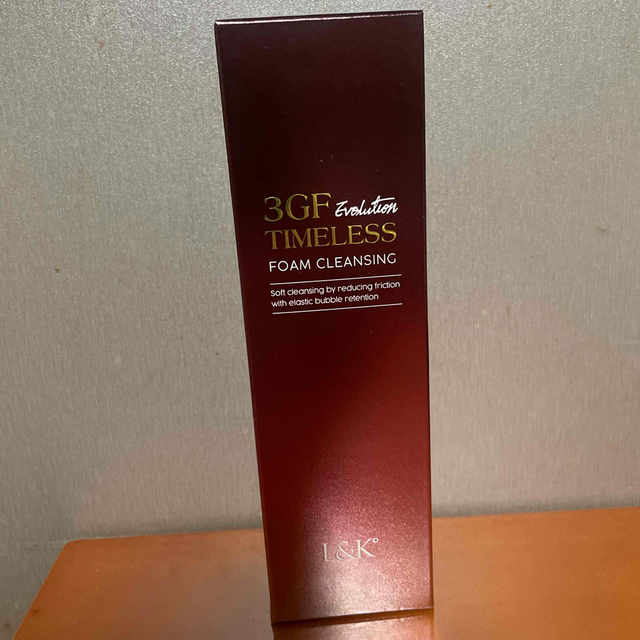 3GF Evolution
TIMELESS
FOAM CLEANSING
Soft cleansing by reducing friction
with elastic bubble retention
L&K°